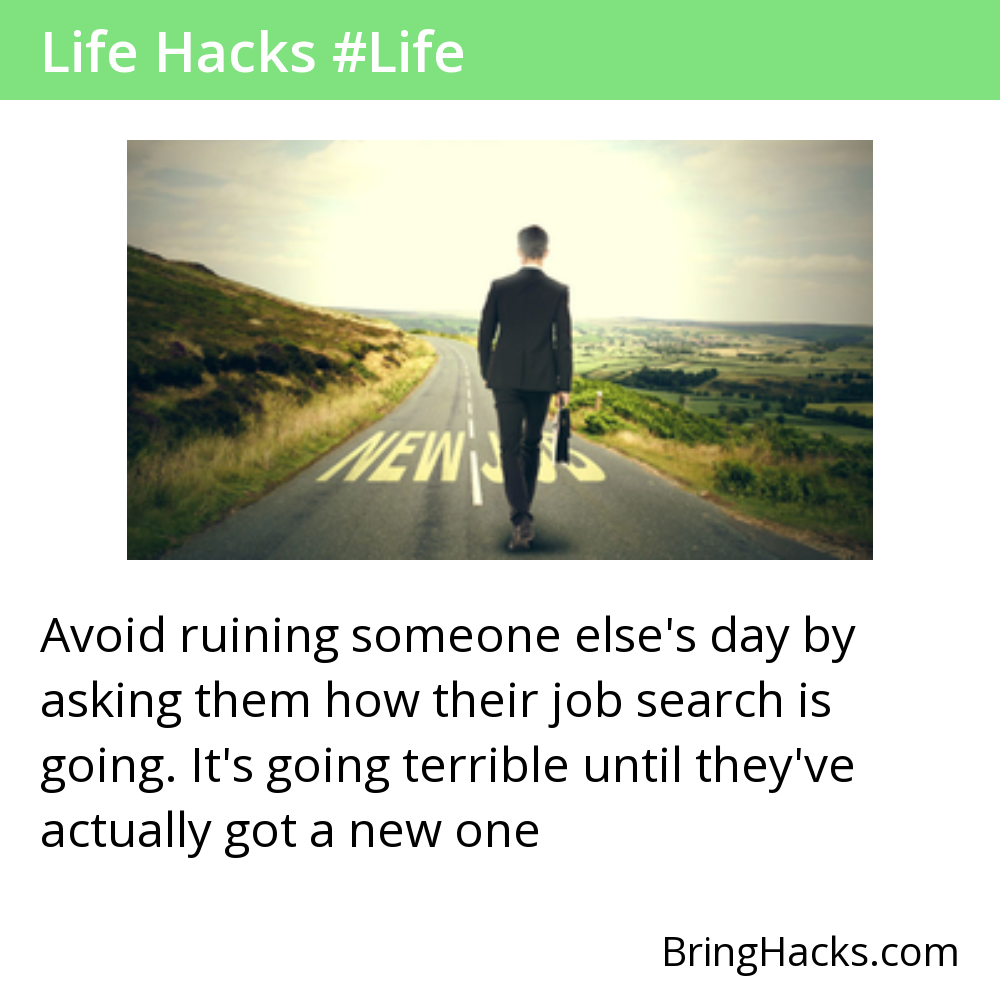 Life Hacks #Life
NEW JOB
Avoid ruining someone else's day by
asking them how their job search is
going. It's going terrible until they've
actually got a new one
BringHacks.com